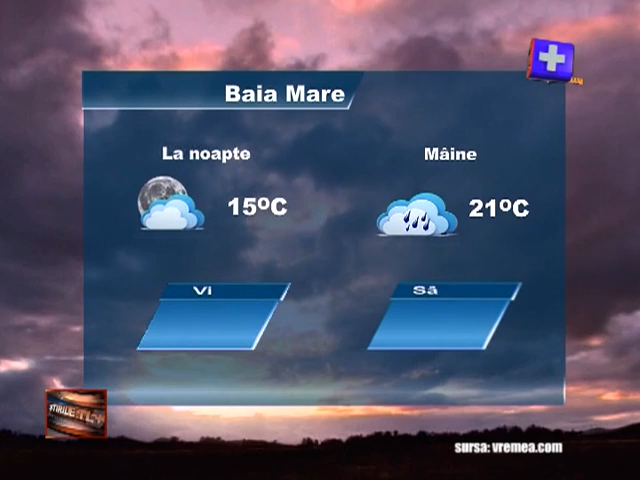 Baia Mare
La noapte
Mâine
15ºC
21ºC
Vi
Sâ
sursa: vremea.com